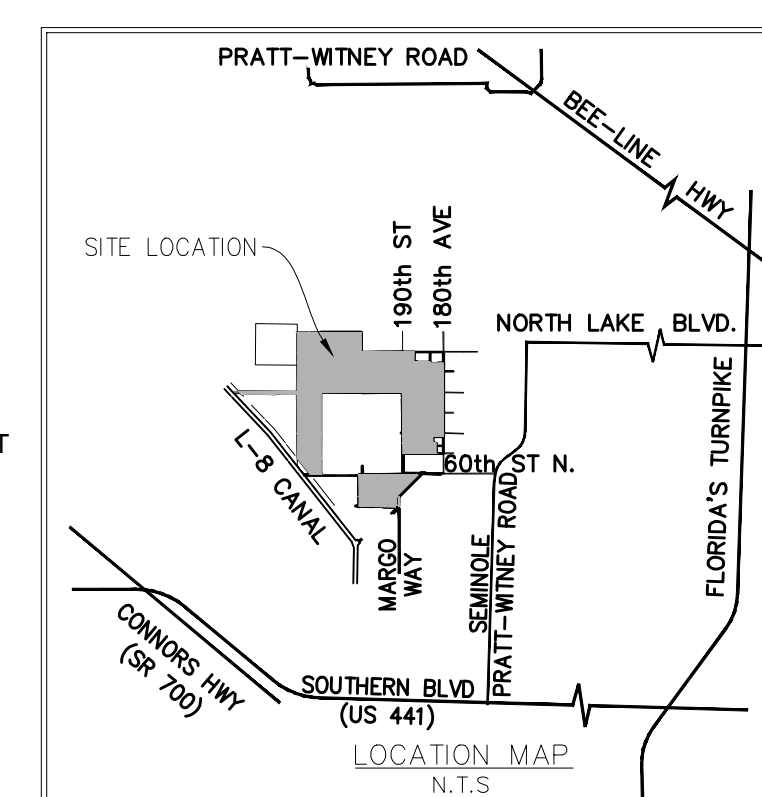 PRATT-WITNEY ROAD
BEE-LINE
HWY
SITE LOCATION
190th ST
180th AVE
NORTH LAKE BLVD.
FLORIDA'S TURNPIKE
T
L-8 CANAL
60th ST N.
MARGO
WAY
SEMINOLE
PRATT-WITNEY ROAD
CONNORS HWY
(SR 700)
SOUTHERN BLVD
(US 441)
LOCATION MAP
N.T.S